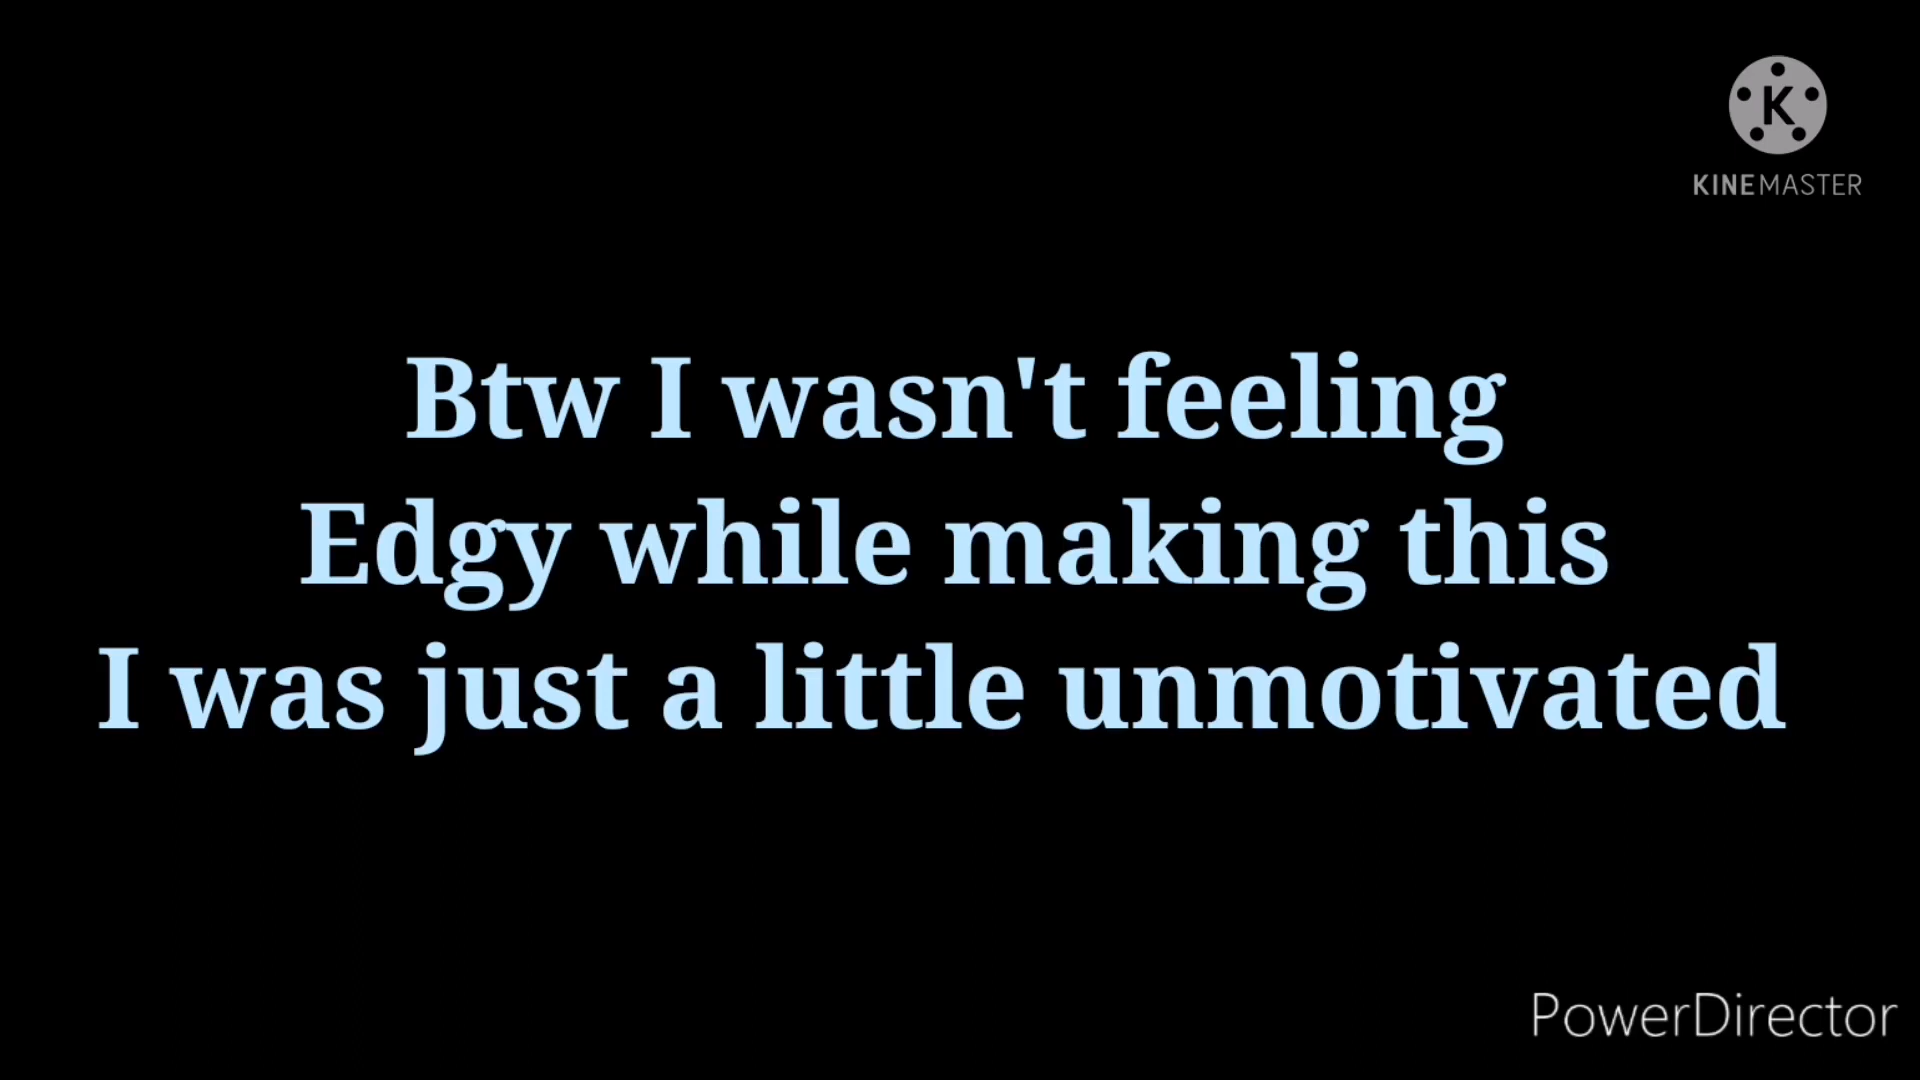 K
KINEMASTER
Btw I wasn't feeling
Edgy while making this
I was just a little unmotivated
PowerDirector